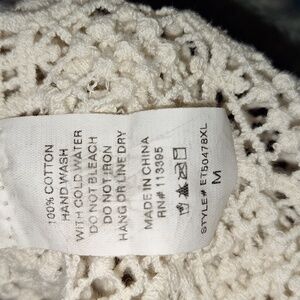 100% COTTON
HAND WASH
WITH COLD WATER
DO NOT BLEACH
DO NOT IRON
HANG OR LINE DRY
MADE IN CHINA
RN# 113395
STYLE# ET50478XL
M